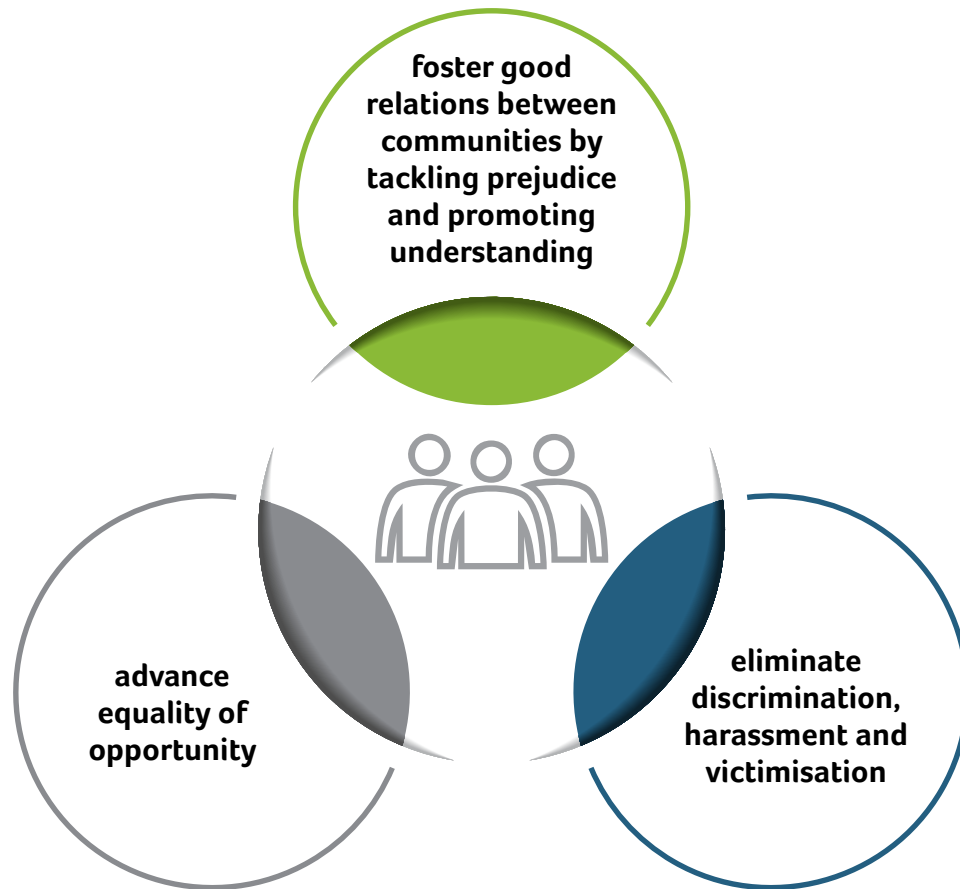 foster good
relations between
communities by
tackling prejudice
and promoting
understanding
advance
equality of
opportunity
eliminate
discrimination,
harassment and
victimisation